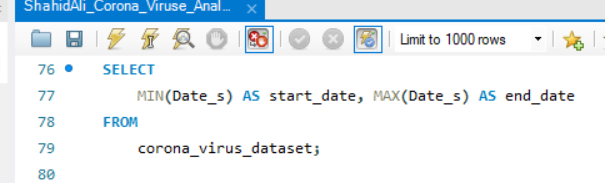 ShahidAli_Corona_Viruse_Anal...
Limit to 1000 rows
76 SELECT
77 MIN(Date_s) AS start_date, MAX(Date_s) AS end_date
78 FROM
79 corona_virus_dataset;
80